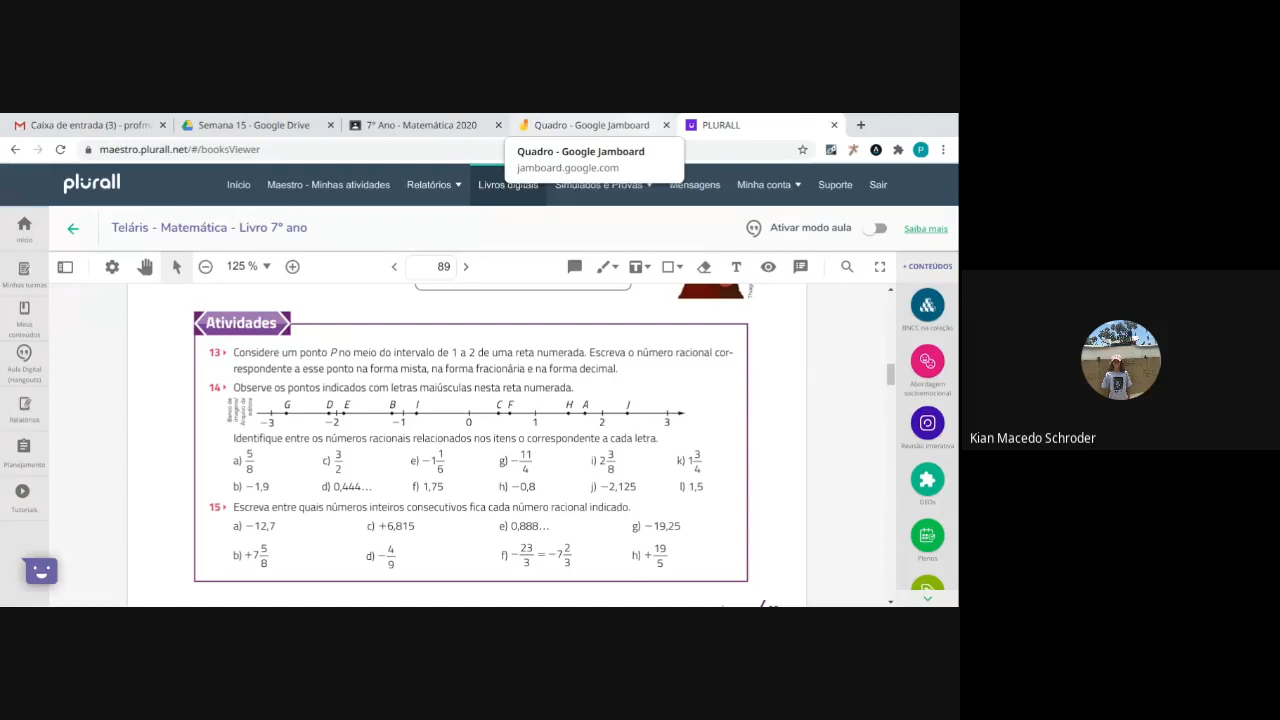 Caixa de entrada (3) - profm
Semana 15 - Google Drive
7º Ano - Matemática 2020
Quadro - Google Jamboard
PLURALL
maestro.plurall.net/#/booksViewer
Quadro - Google Jamboard
jamboard.google.com
P
plurall
Início
Maestro - Minhas atividades
Relatórios
Livros digitais
Simulados e Provas
Mensagens
Minha conta
Suporte
Sair
Início
Minhas turmas
Meus conteúdos
Aula Digital (Hangouts)
Relatórios
Planejamento
Tutoriais
Teláris - Matemática - Livro 7º ano
Ativar modo aula
Saiba mais
125 %
89
+ CONTEÚDOS
BNCC na coleção
Abordagem socioemocional
Revisão interativa
OEDs
Planos
Atividades
13 Considere um ponto P no meio do intervalo de 1 a 2 de uma reta numerada. Escreva o número racional cor-
respondente a esse ponto na forma mista, na forma fracionária e na forma decimal.
14 Observe os pontos indicados com letras maiúsculas nesta reta numerada.
G D E B I C F H A J
−3 −2 −1 0 1 2 3
Banco de imagens/Arquivo da editora
Identifique entre os números racionais relacionados nos itens o correspondente a cada letra.
a) 5/8 c) 3/2 e) −1 1/6 g) −11/4 i) 2 3/8 k) 1 3/4
b) −1,9 d) 0,444... f) 1,75 h) −0,8 j) −2,125 l) 1,5
15 Escreva entre quais números inteiros consecutivos fica cada número racional indicado.
a) −12,7 c) +6,815 e) 0,888... g) −19,25
b) +7 5/8 d) −4/9 f) −23/3 = −7 2/3 h) +19/5
Kian Macedo Schroder